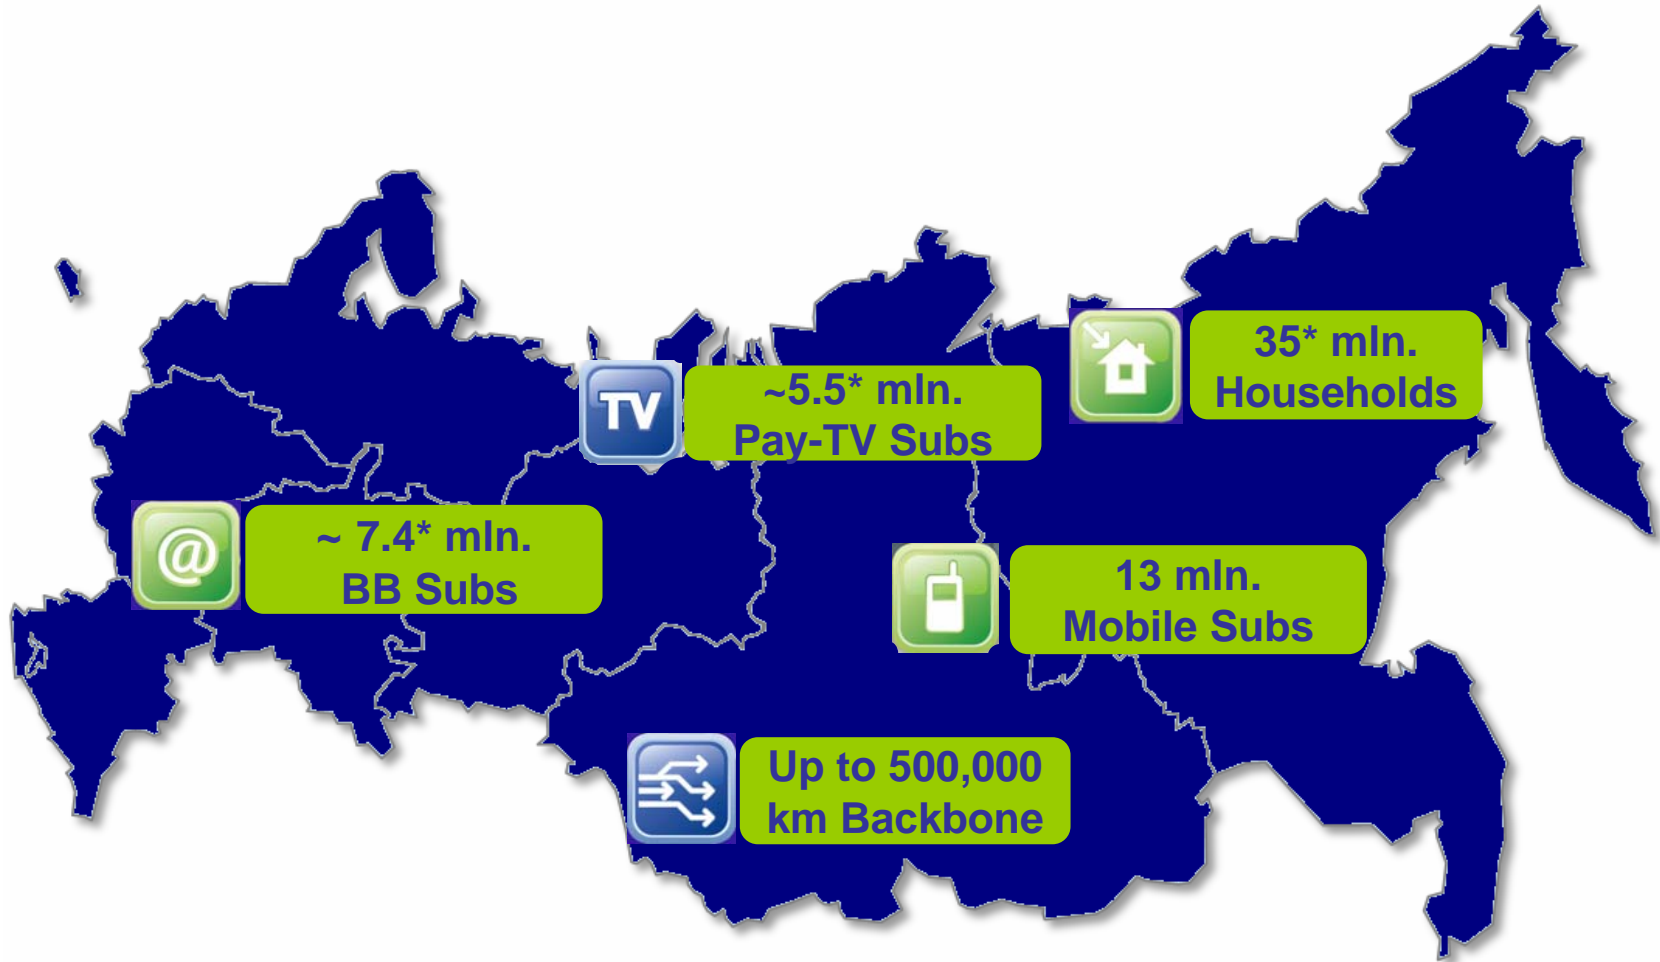 35* mln.
Households
TV
~5.5* mln.
Pay-TV Subs
@
~ 7.4* mln.
BB Subs
13 mln.
Mobile Subs
Up to 500,000
km Backbone